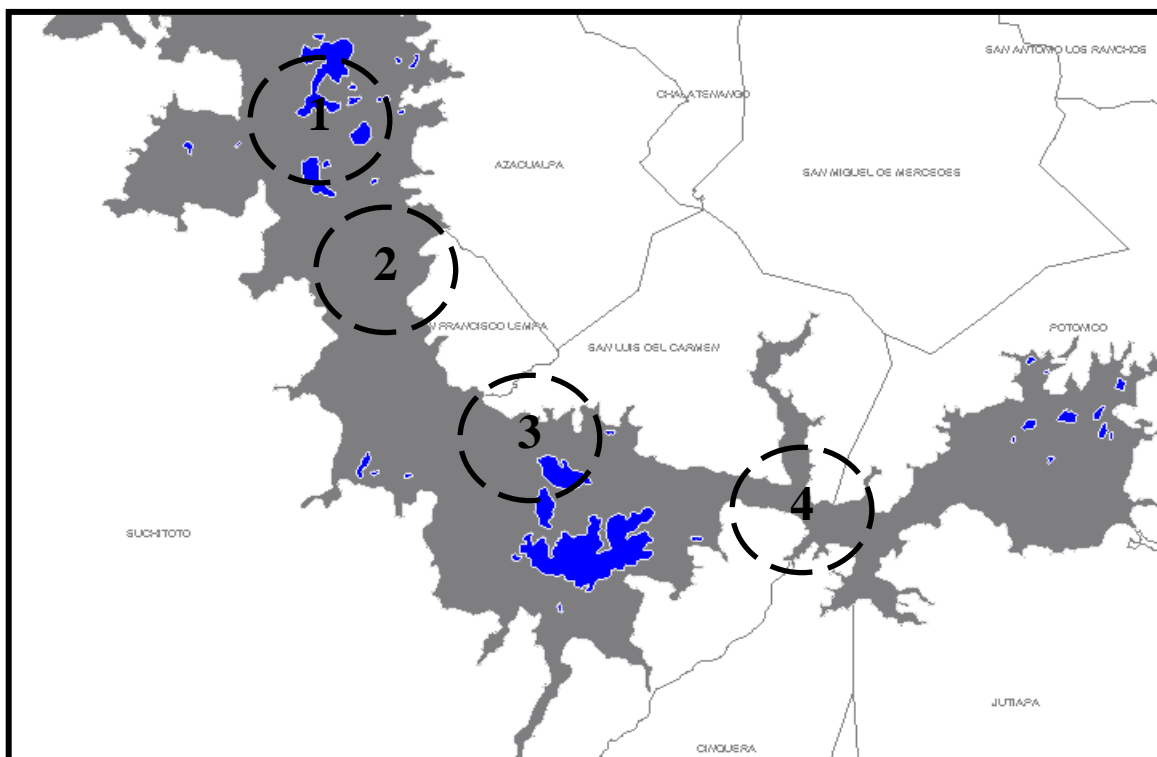 SAN ANTONIO LOS RANCHOS
CHALATENANGO
1
AZACUALPA
SAN MIGUEL DE MERCEDES
2
N FRANCISCO LEMPA
SAN LUIS DEL CARMEN
POTONICO
S
3
4
SUCHITOTO
JUTIAPA
CINQUERA